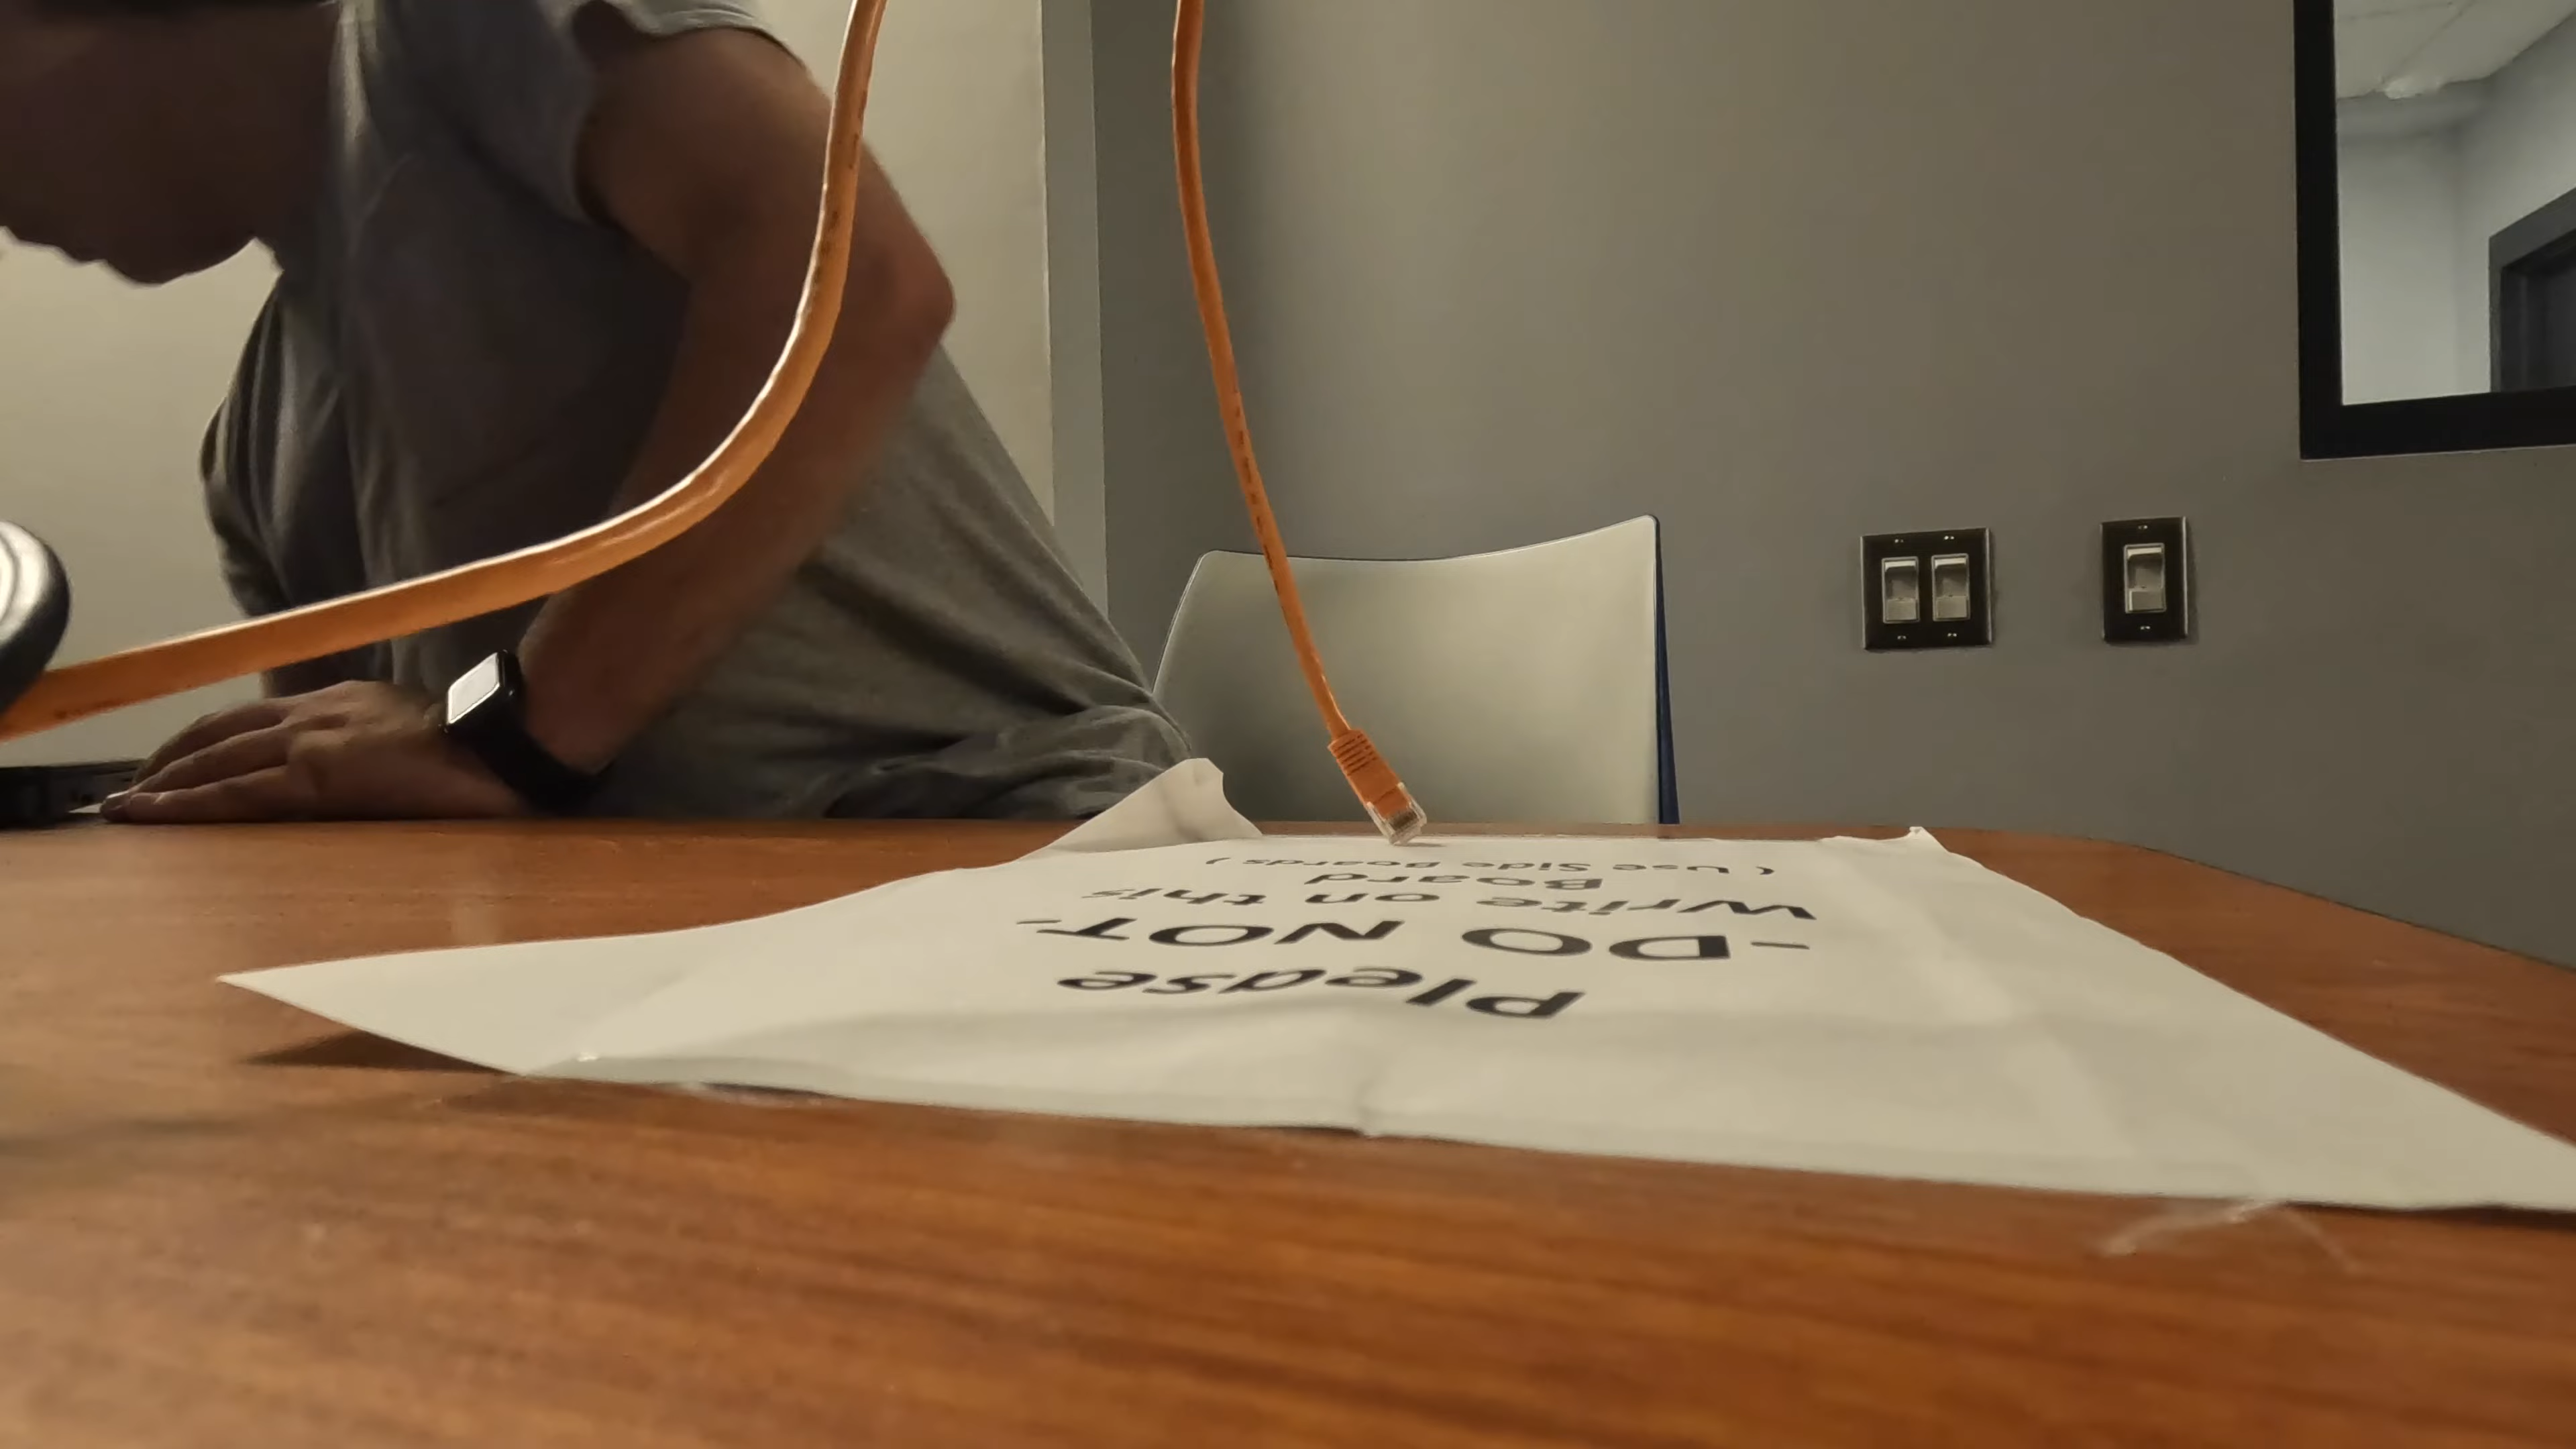 Please
-DO NOT-
Write on this
Board
(Use Side Boards)